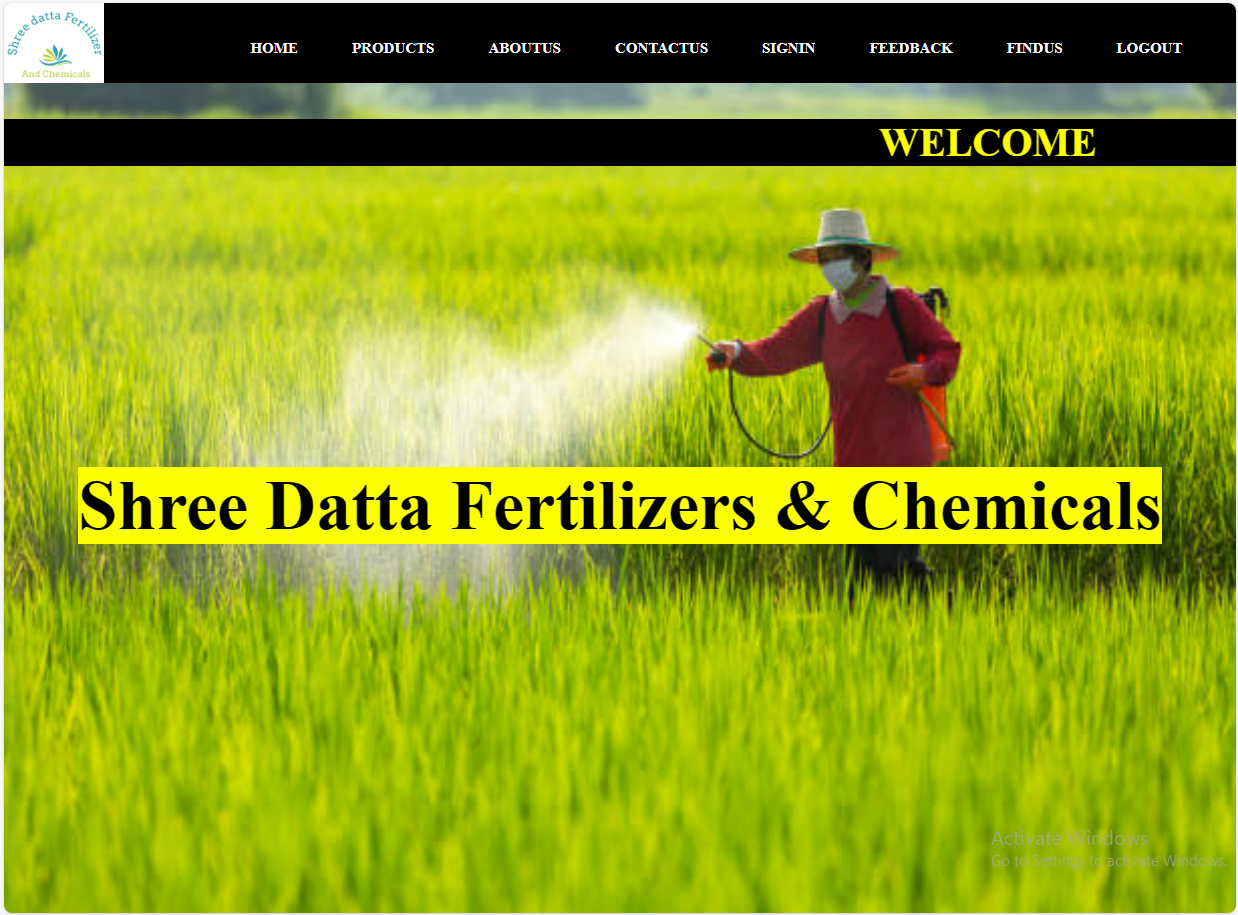 Shree datta Fertilizer
And Chemicals
HOME PRODUCTS ABOUTUS CONTACTUS SIGNIN FEEDBACK FINDUS LOGOUT
WELCOME
Shree Datta Fertilizers & Chemicals
Activate Windows
Go to Settings to activate Windows.